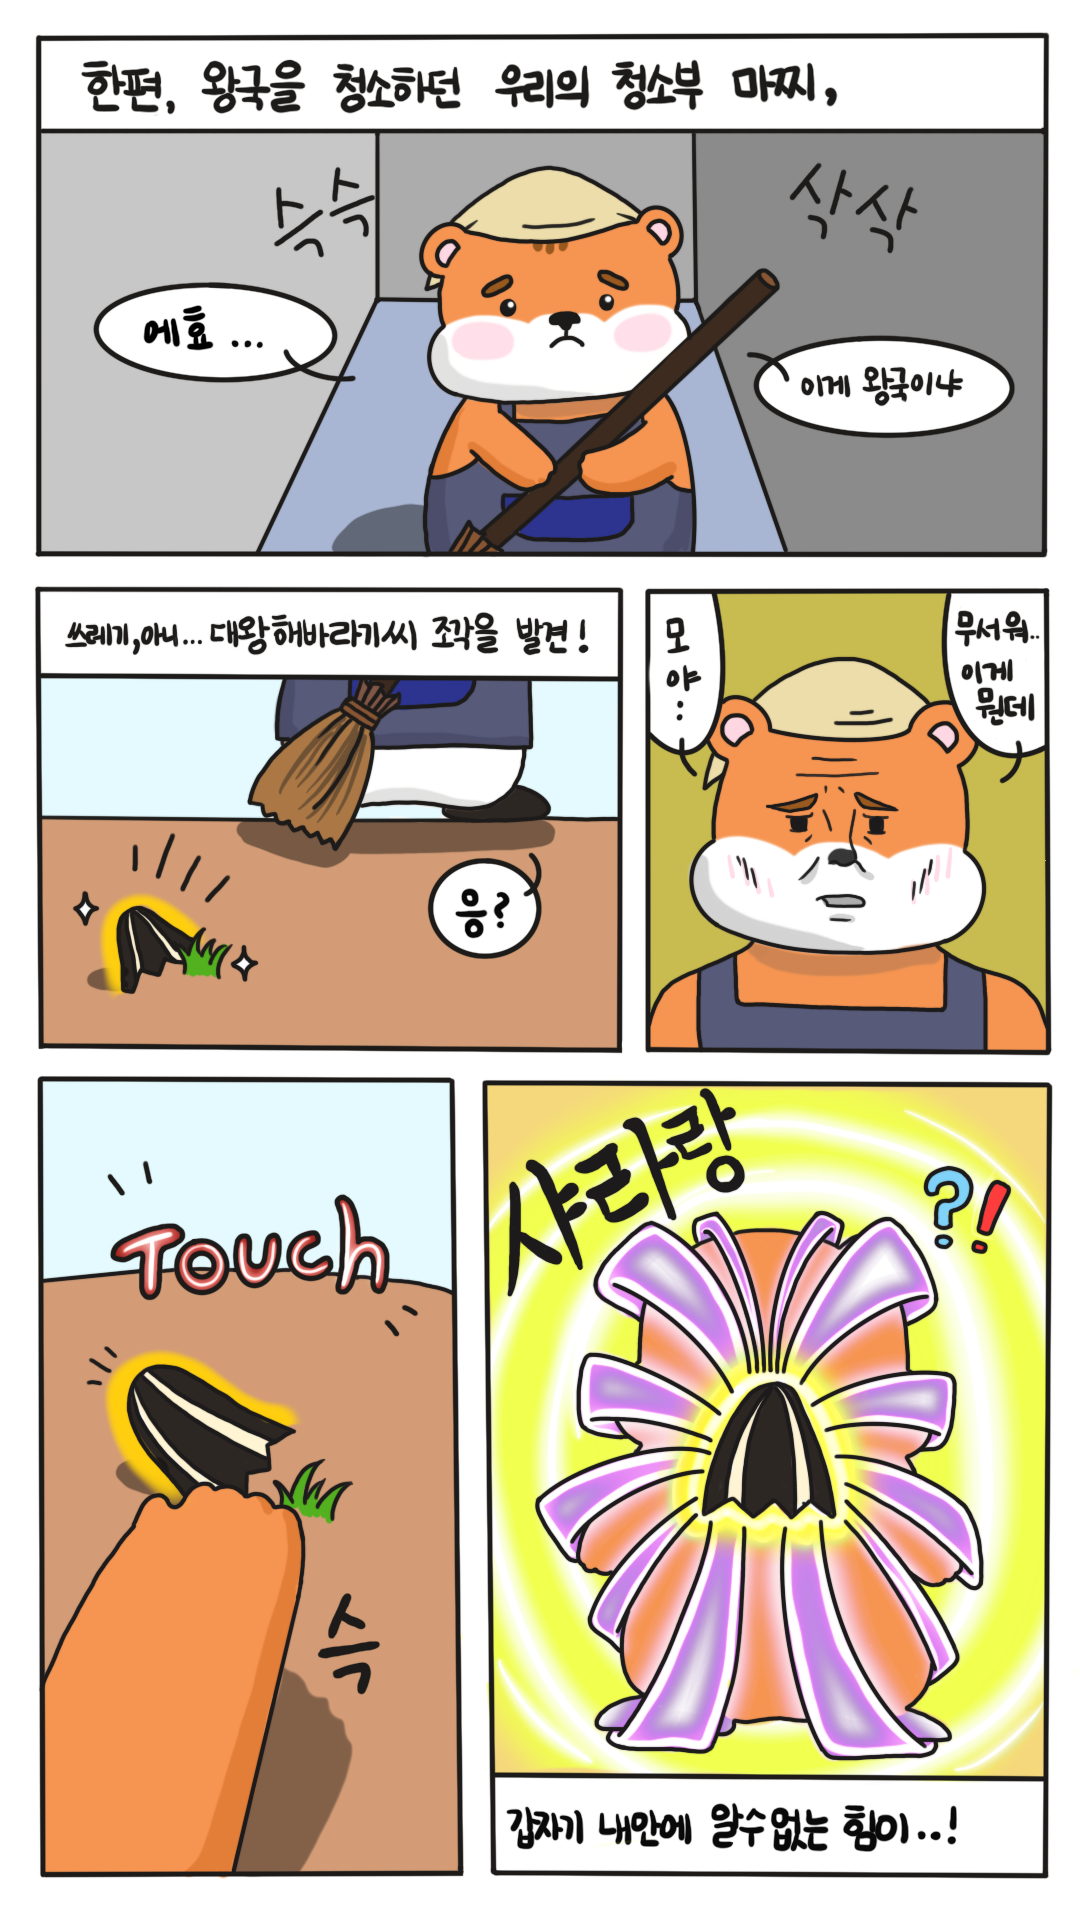 한편, 왕국을 청소하던 우리의 청소부 마찌,
슥슥
삭삭
에효...
이게 왕국이냐
쓰레기,아니... 대왕해바라기씨 조각을 발견!
응?
모
야
:
무서워..
이게
뭔데
TOUCH
슥
샤라랑
?!
갑자기 내안에 알수없는 힘이..!